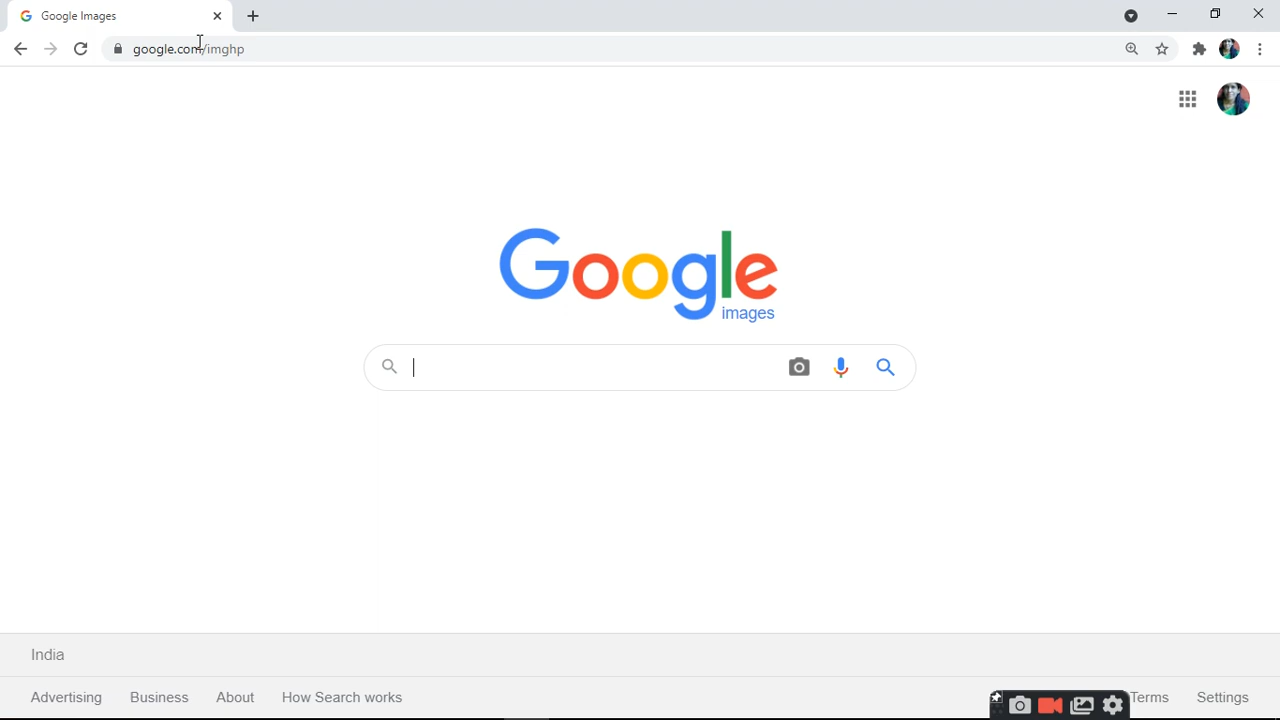 Google Images
google.com/imghp
Google
images
India
Advertising Business About How Search works Terms Settings